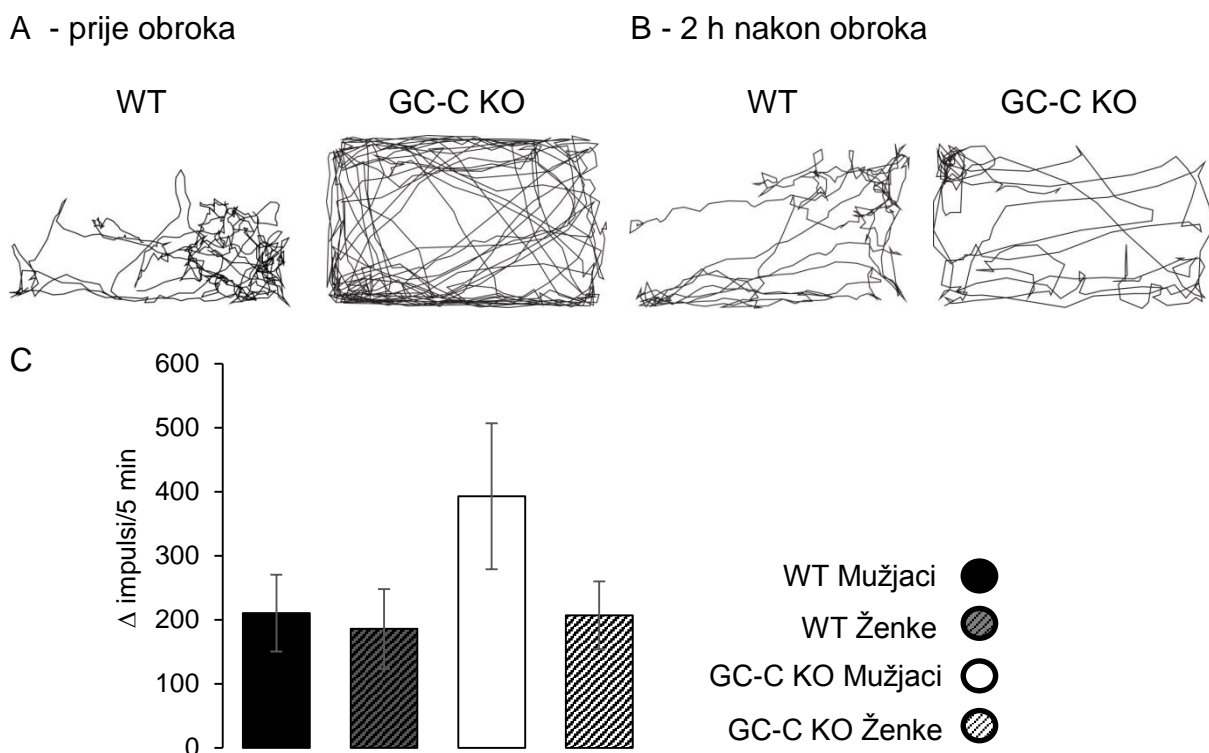 A - prije obroka
B - 2 h nakon obroka
WT
GC-C KO
WT
GC-C KO
C
Δ impulsi/5 min
600
500
400
300
200
100
0
WT Mužjaci
WT Ženke
GC-C KO Mužjaci
GC-C KO Ženke